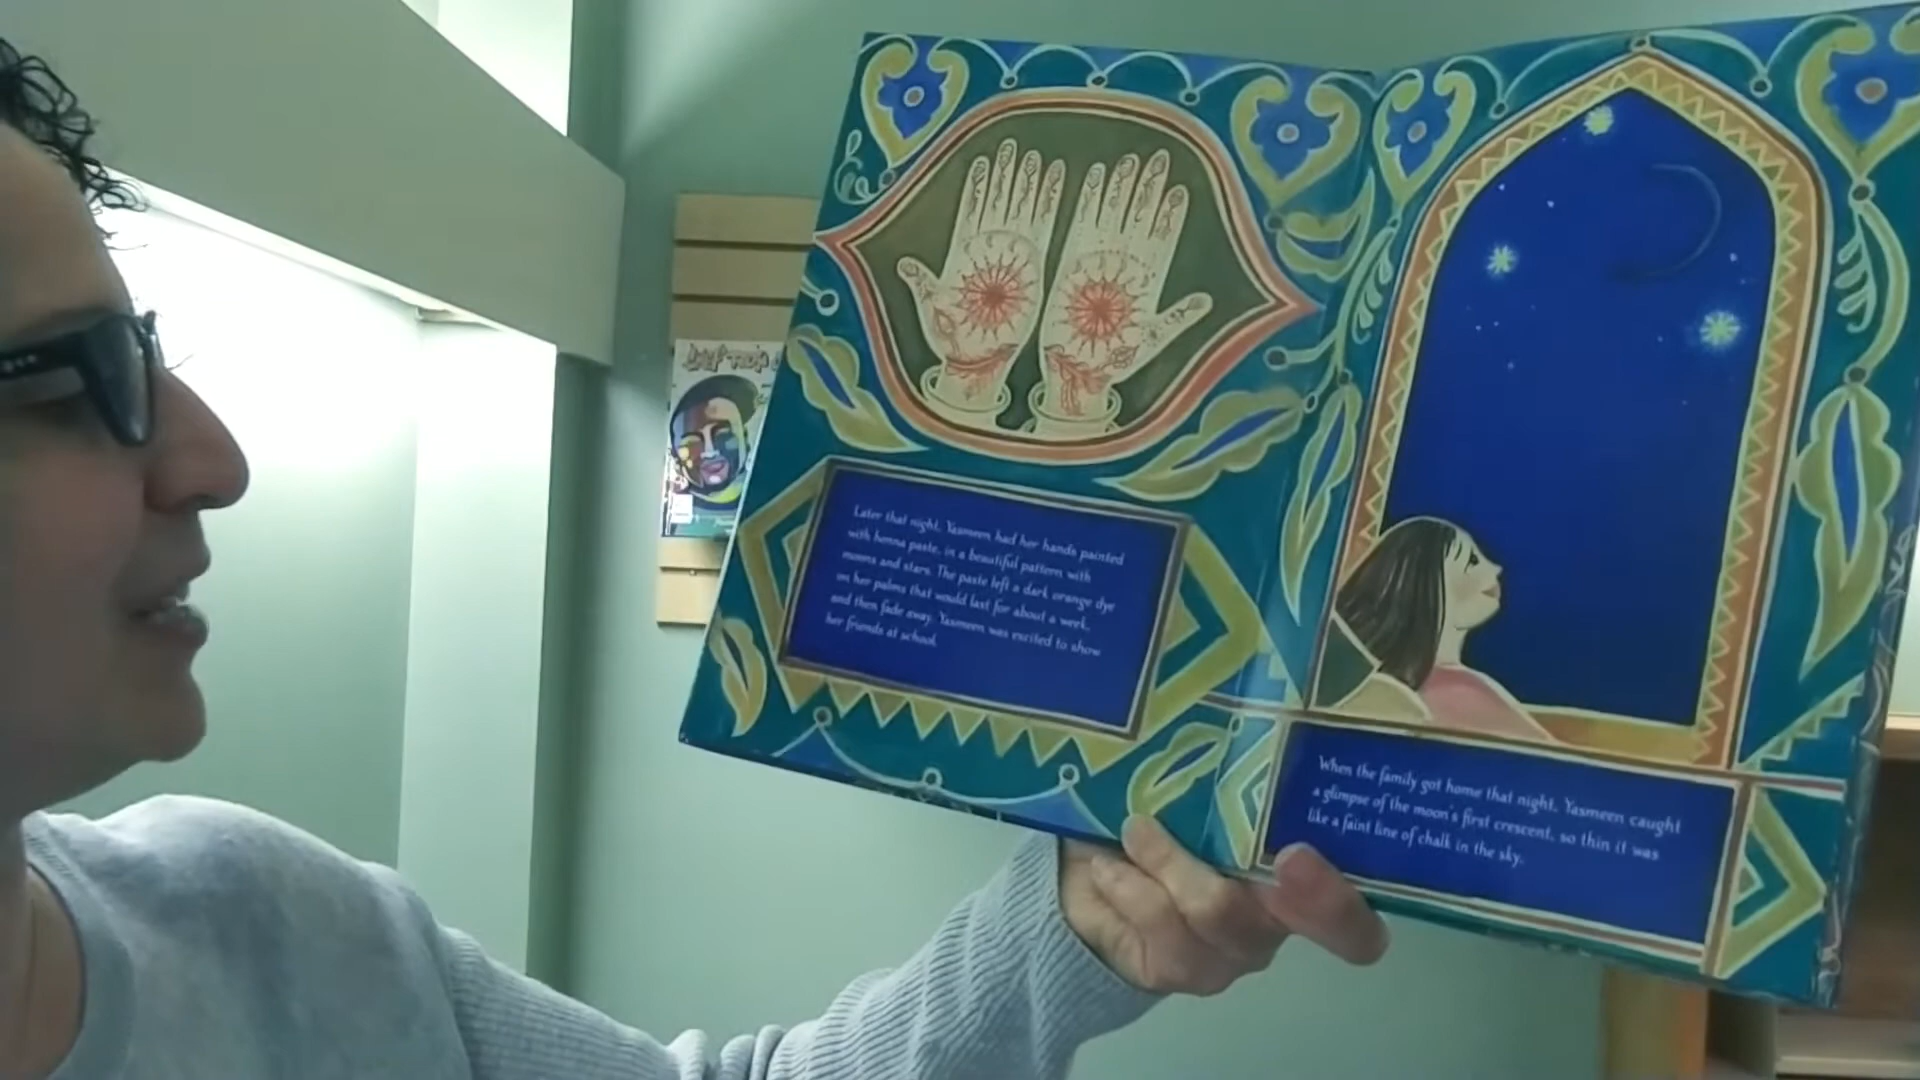 Later that night, Yasmeen had her hands painted
with henna paste, in a beautiful pattern with
moons and stars. The paste left a dark orange dye
on her palms that would last for about a week,
and then fade away. Yasmeen was excited to show
her friends at school.
When the family got home that night, Yasmeen caught
a glimpse of the moon's first crescent, so thin it was
like a faint line of chalk in the sky.